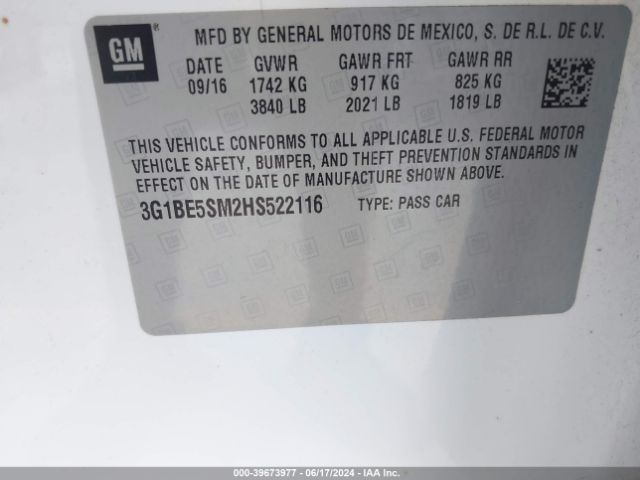 GM
®
MFD BY GENERAL MOTORS DE MEXICO, S. DE R.L. DE C.V.
DATE GVWR GAWR FRT GAWR RR
09/16 1742 KG 917 KG 825 KG
3840 LB 2021 LB 1819 LB
THIS VEHICLE CONFORMS TO ALL APPLICABLE U.S. FEDERAL MOTOR
VEHICLE SAFETY, BUMPER, AND THEFT PREVENTION STANDARDS IN
EFFECT ON THE DATE OF MANUFACTURE SHOWN ABOVE.
3G1BE5SM2HS522116 TYPE: PASS CAR
000-39673977 - 06/17/2024 - IAA Inc.